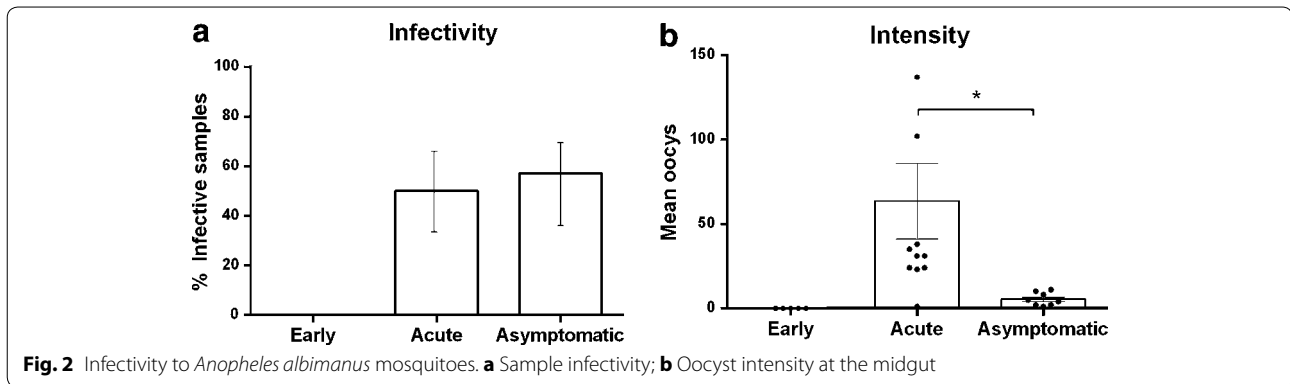 a
Infectivity
% Infective samples
100
80
60
40
20
0
Early Acute Asymptomatic
b
Intensity
Mean oocys
150
100
50
0
*
Early Acute Asymptomatic
Fig. 2 Infectivity to Anopheles albimanus mosquitoes. a Sample infectivity; b Oocyst intensity at the midgut